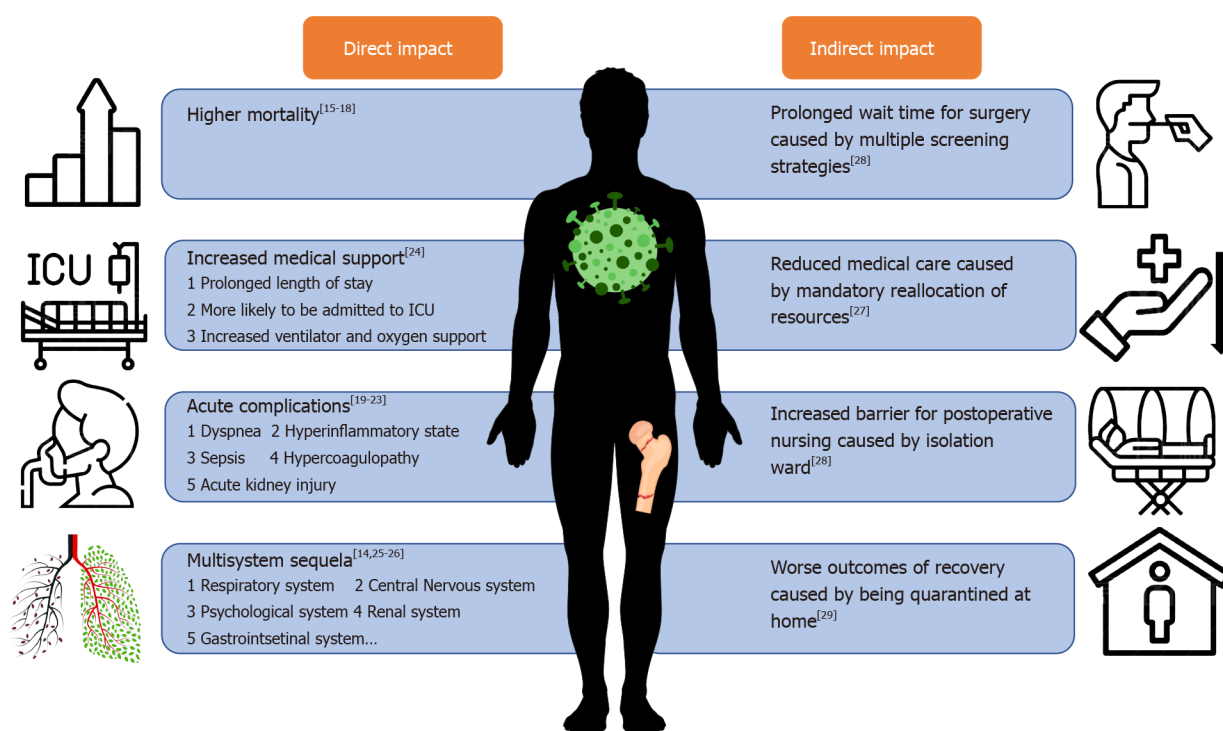 Direct impact
Indirect impact
Higher mortality[15-18]
Prolonged wait time for surgery
caused by multiple screening
strategies[28]
ICU
Increased medical support[24]
1 Prolonged length of stay
2 More likely to be admitted to ICU
3 Increased ventilator and oxygen support
Reduced medical care caused
by mandatory reallocation of
resources[27]
Acute complications[19-23]
1 Dyspnea 2 Hyperinflammatory state
3 Sepsis 4 Hypercoagulopathy
5 Acute kidney injury
Increased barrier for postoperative
nursing caused by isolation
ward[28]
Multisystem sequela[14,25-26]
1 Respiratory system 2 Central Nervous system
3 Psychological system 4 Renal system
5 Gastrointsetinal system...
Worse outcomes of recovery
caused by being quarantined at
home[29]